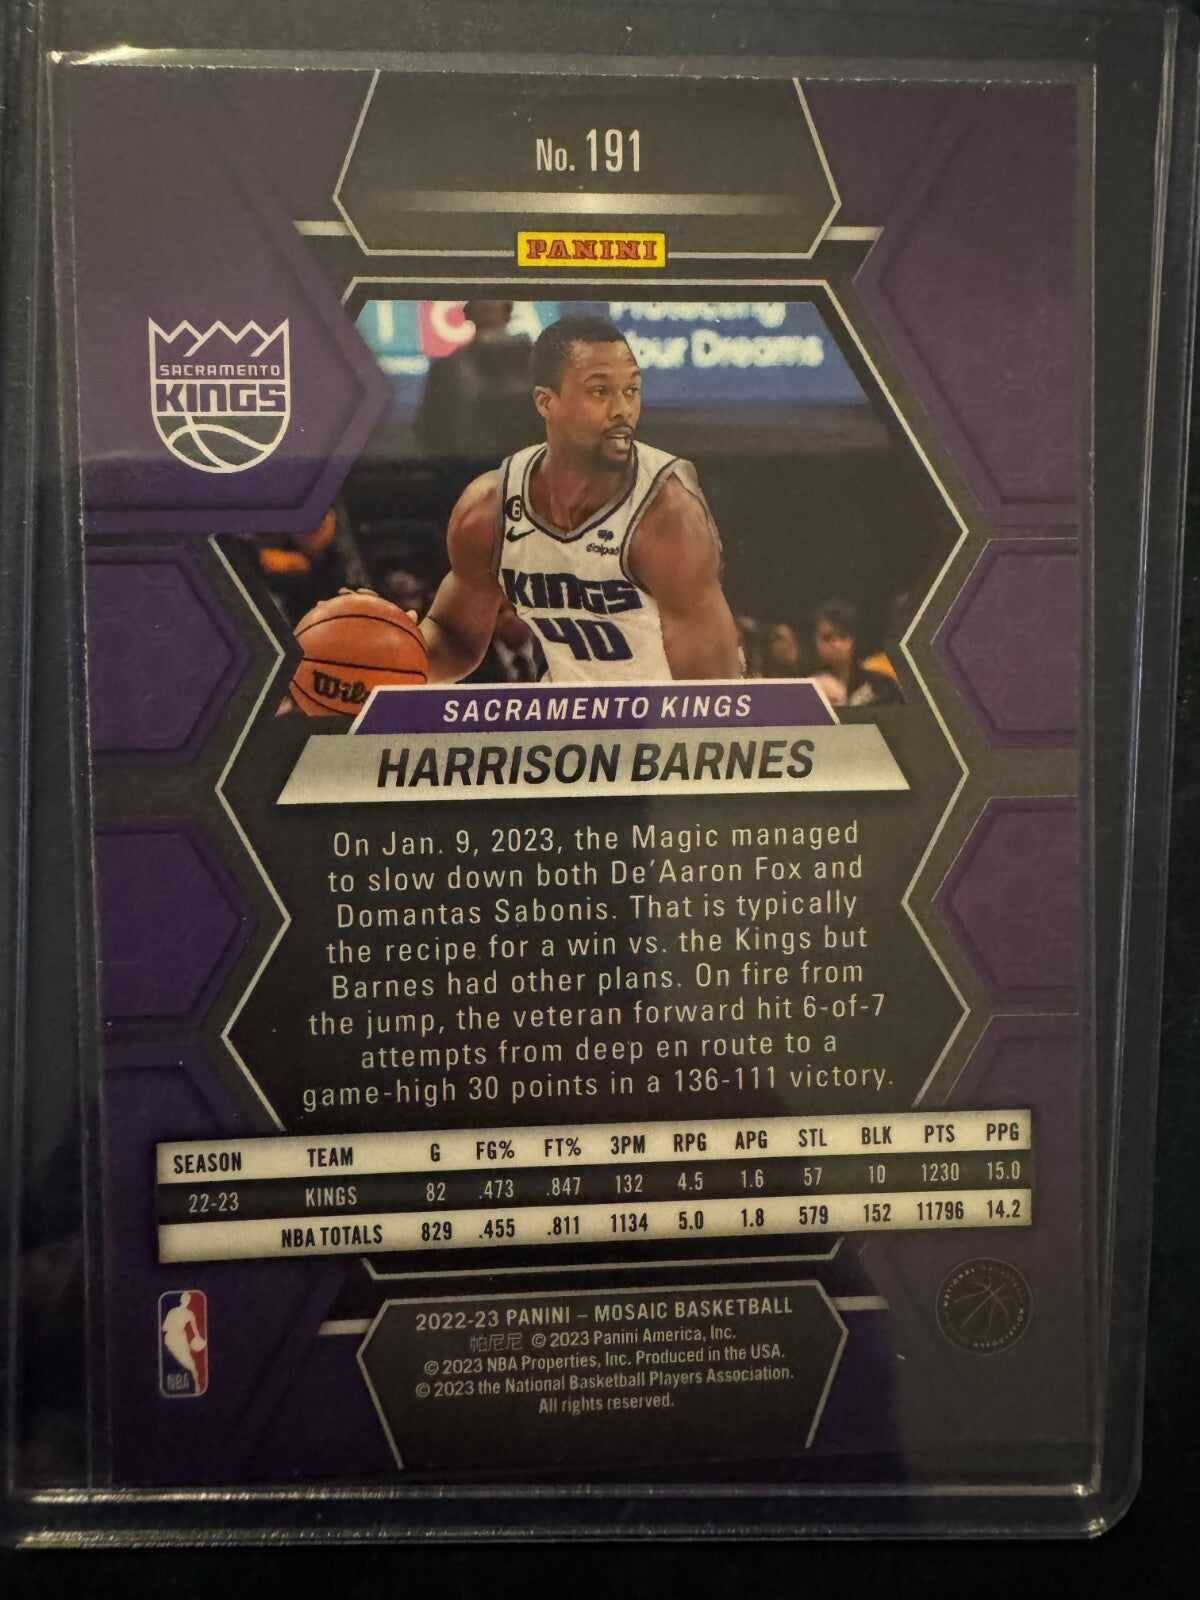 No. 191
PANINI
Protecting
our Dreams
ICA
SACRAMENTO
KINGS
6
KINGS
40
Wil
SACRAMENTO KINGS
HARRISON BARNES
On Jan. 9, 2023, the Magic managed
to slow down both De'Aaron Fox and
Domantas Sabonis. That is typically
the recipe for a win vs. the Kings but
Barnes had other plans. On fire from
the jump, the veteran forward hit 6-of-7
attempts from deep en route to a
game-high 30 points in a 136-111 victory.
SEASON TEAM G FG% FT% 3PM RPG APG STL BLK PTS PPG
22-23 KINGS 82 .473 .847 132 4.5 1.6 57 10 1230 15.0
NBA TOTALS 829 .455 .811 1134 5.0 1.8 579 152 11796 14.2
2022-23 PANINI – MOSAIC BASKETBALL
帕尼尼 © 2023 Panini America, Inc.
© 2023 NBA Properties, Inc. Produced in the USA.
© 2023 the National Basketball Players Association.
All rights reserved.
NBA